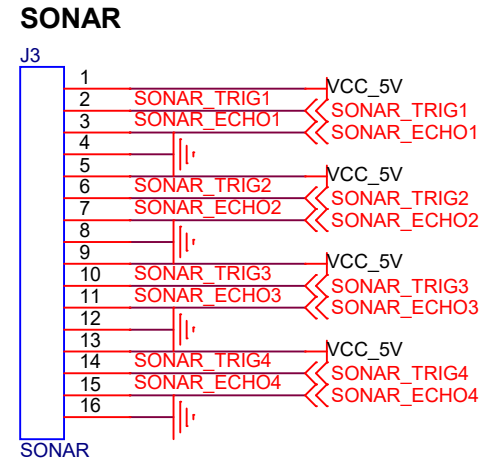 SONAR
J3
1 VCC_5V
2 SONAR_TRIG1 SONAR_TRIG1
3 SONAR_ECHO1 SONAR_ECHO1
4
5 VCC_5V
6 SONAR_TRIG2 SONAR_TRIG2
7 SONAR_ECHO2 SONAR_ECHO2
8
9 VCC_5V
10 SONAR_TRIG3 SONAR_TRIG3
11 SONAR_ECHO3 SONAR_ECHO3
12
13 VCC_5V
14 SONAR_TRIG4 SONAR_TRIG4
15 SONAR_ECHO4 SONAR_ECHO4
16
SONAR